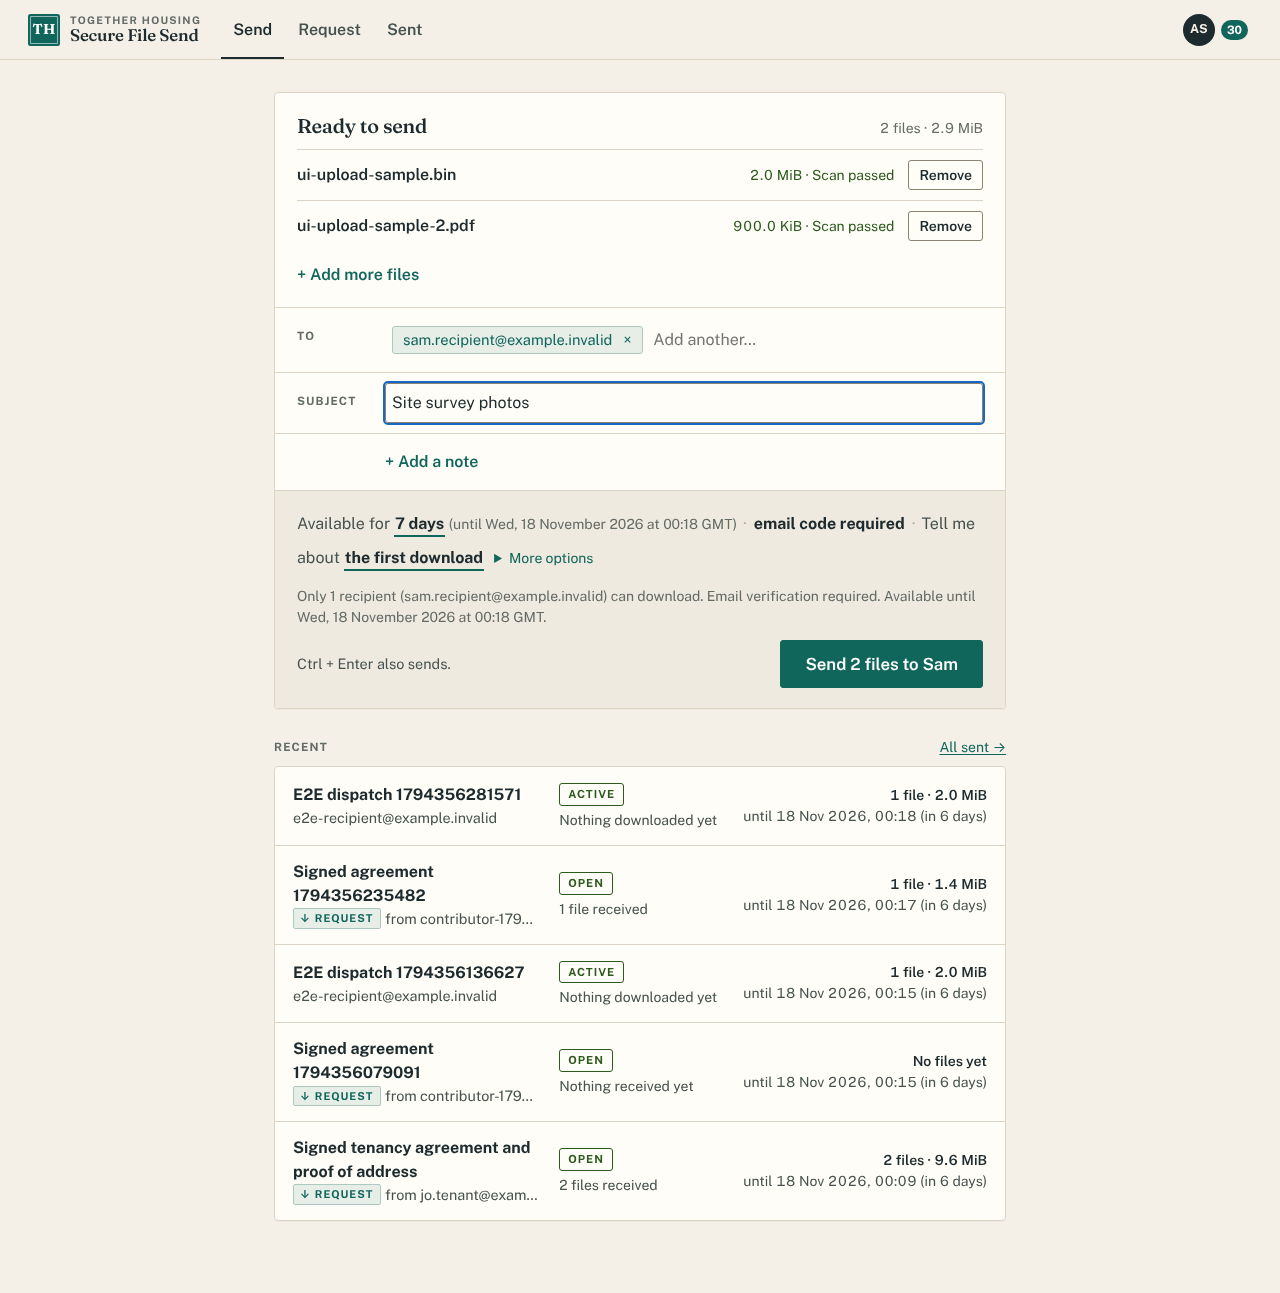 TH
TOGETHER HOUSING
Secure File Send
Send
Request
Sent
AS
30
Ready to send
2 files · 2.9 MiB
ui-upload-sample.bin
2.0 MiB · Scan passed
Remove
ui-upload-sample-2.pdf
900.0 KiB · Scan passed
Remove
+ Add more files
TO
sam.recipient@example.invalid ×
Add another...
SUBJECT
Site survey photos
+ Add a note
Available for 7 days (until Wed, 18 November 2026 at 00:18 GMT) · email code required · Tell me
about the first download ▶ More options
Only 1 recipient (sam.recipient@example.invalid) can download. Email verification required. Available until
Wed, 18 November 2026 at 00:18 GMT.
Ctrl + Enter also sends.
Send 2 files to Sam
RECENT
All sent →
E2E dispatch 1794356281571
e2e-recipient@example.invalid
ACTIVE
Nothing downloaded yet
1 file · 2.0 MiB
until 18 Nov 2026, 00:18 (in 6 days)
Signed agreement
1794356235482
↓ REQUEST from contributor-179...
OPEN
1 file received
1 file · 1.4 MiB
until 18 Nov 2026, 00:17 (in 6 days)
E2E dispatch 1794356136627
e2e-recipient@example.invalid
ACTIVE
Nothing downloaded yet
1 file · 2.0 MiB
until 18 Nov 2026, 00:15 (in 6 days)
Signed agreement
1794356079091
↓ REQUEST from contributor-179...
OPEN
Nothing received yet
No files yet
until 18 Nov 2026, 00:15 (in 6 days)
Signed tenancy agreement and
proof of address
↓ REQUEST from jo.tenant@exam...
OPEN
2 files received
2 files · 9.6 MiB
until 18 Nov 2026, 00:09 (in 6 days)